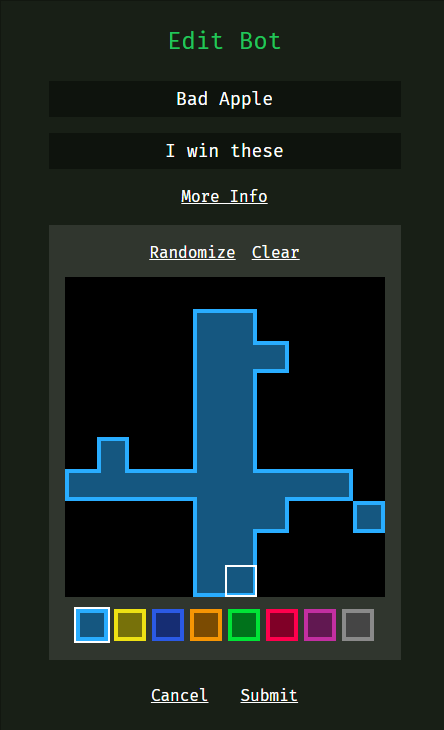 Edit Bot
Bad Apple
I win these
More Info
Randomize Clear
Cancel Submit